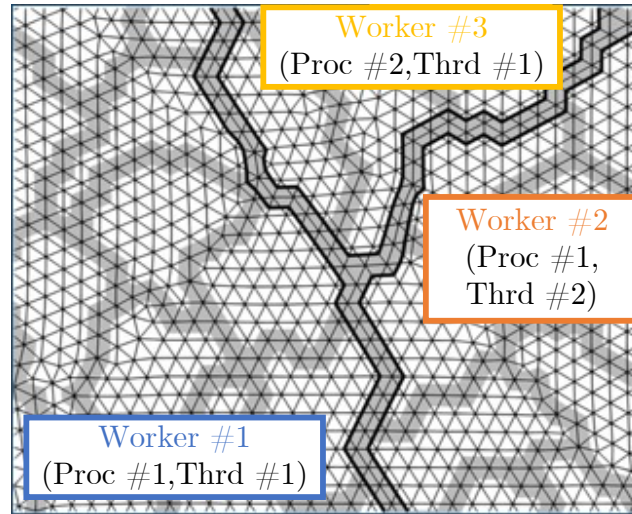 Worker #3
(Proc #2,Thrd #1)
Worker #2
(Proc #1,
Thrd #2)
Worker #1
(Proc #1,Thrd #1)